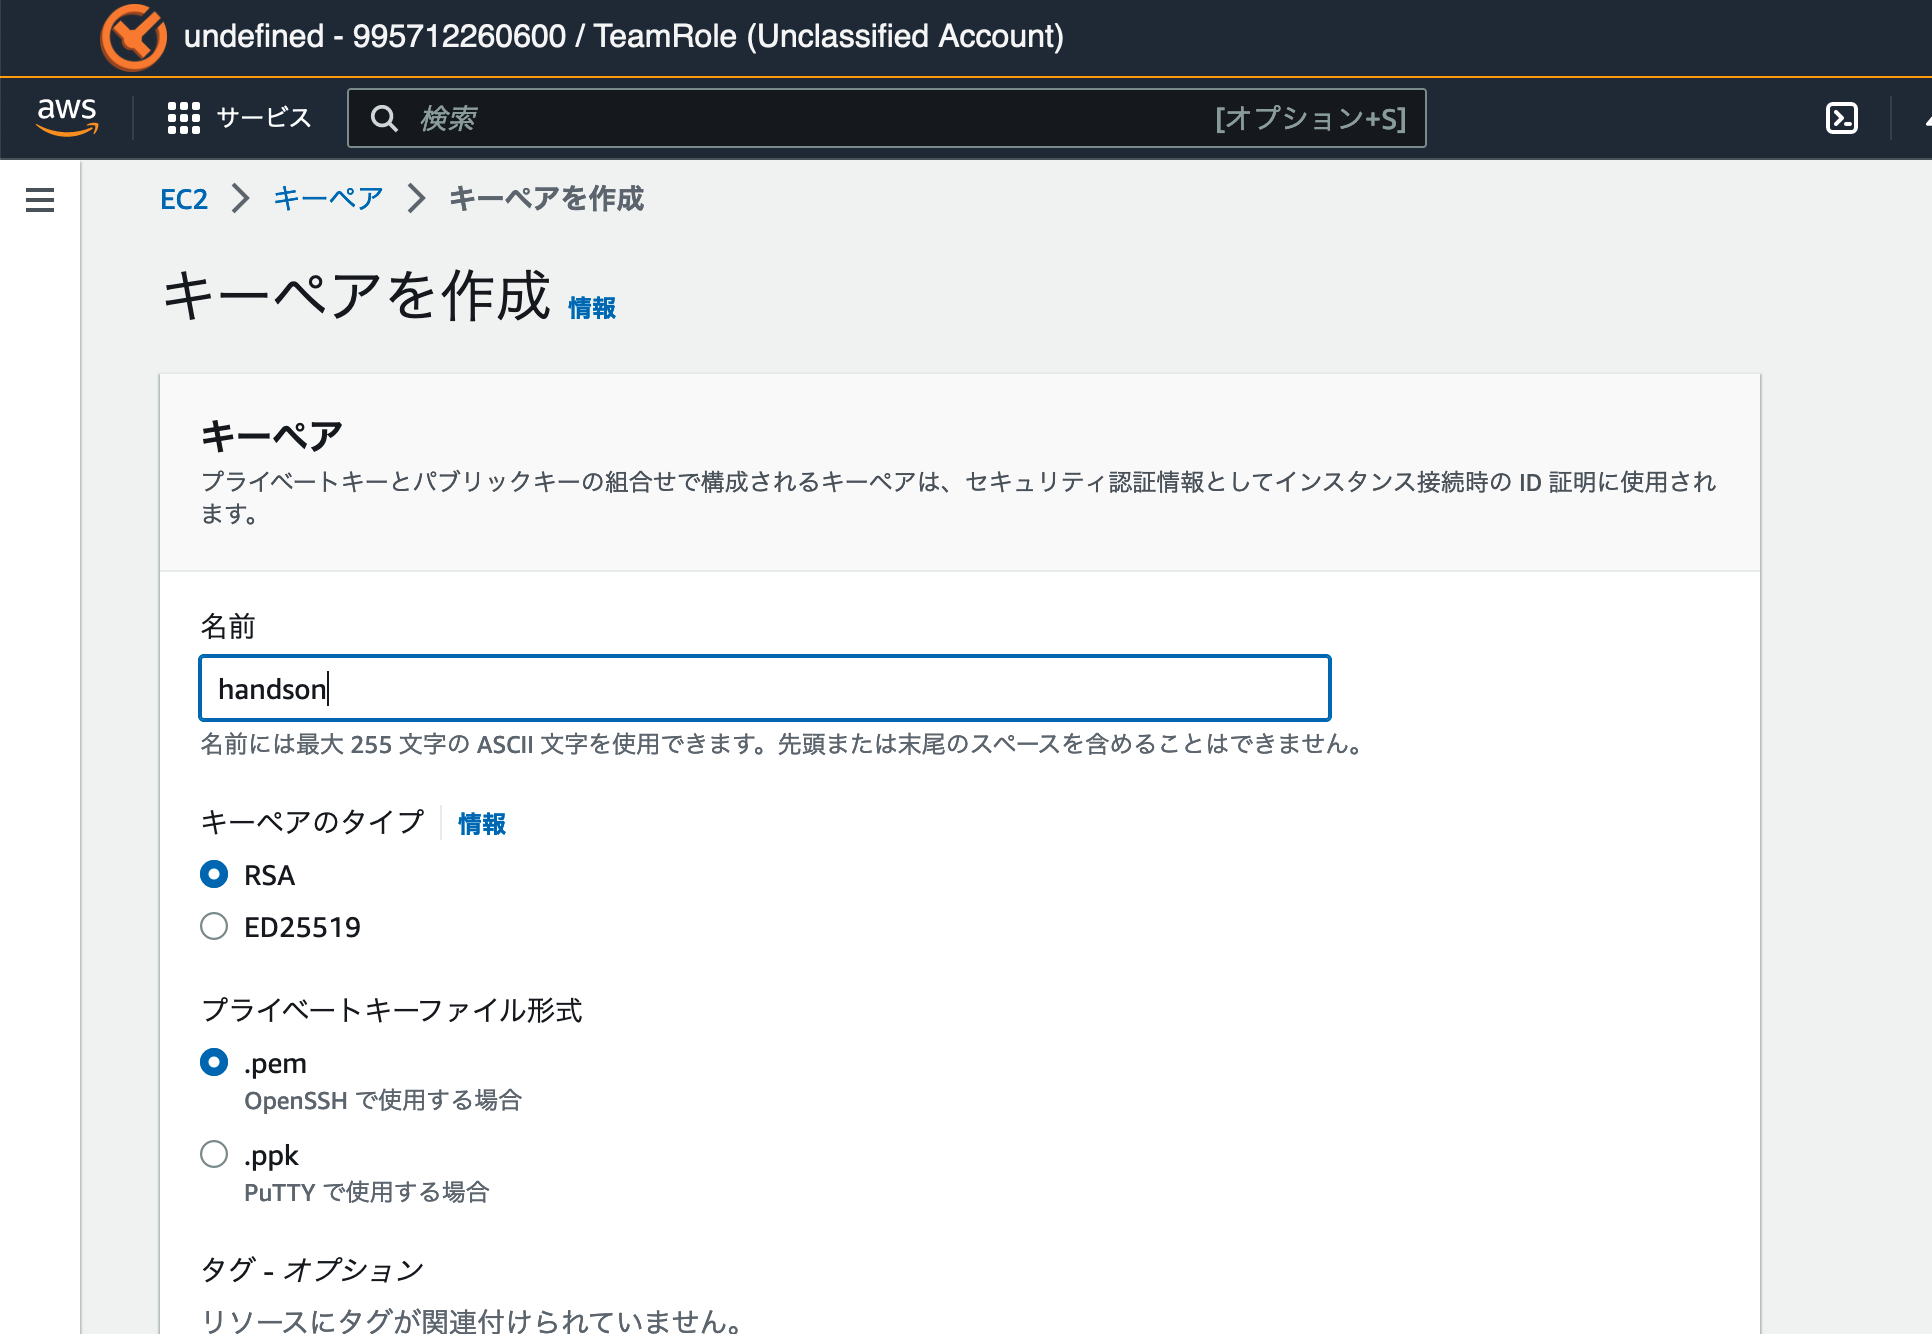 undefined - 995712260600 / TeamRole (Unclassified Account)
aws
サービス
検索
[オプション+S]
EC2
キーペア
キーペアを作成
キーペアを作成 情報
キーペア
プライベートキーとパブリックキーの組合せで構成されるキーペアは、セキュリティ認証情報としてインスタンス接続時の ID 証明に使用され
ます。
名前
handson
名前には最大 255 文字の ASCII 文字を使用できます。先頭または末尾のスペースを含めることはできません。
キーペアのタイプ 情報
RSA
ED25519
プライベートキーファイル形式
.pem
OpenSSH で使用する場合
.ppk
PuTTY で使用する場合
タグ - オプション
リソースにタグが関連付けられていません。